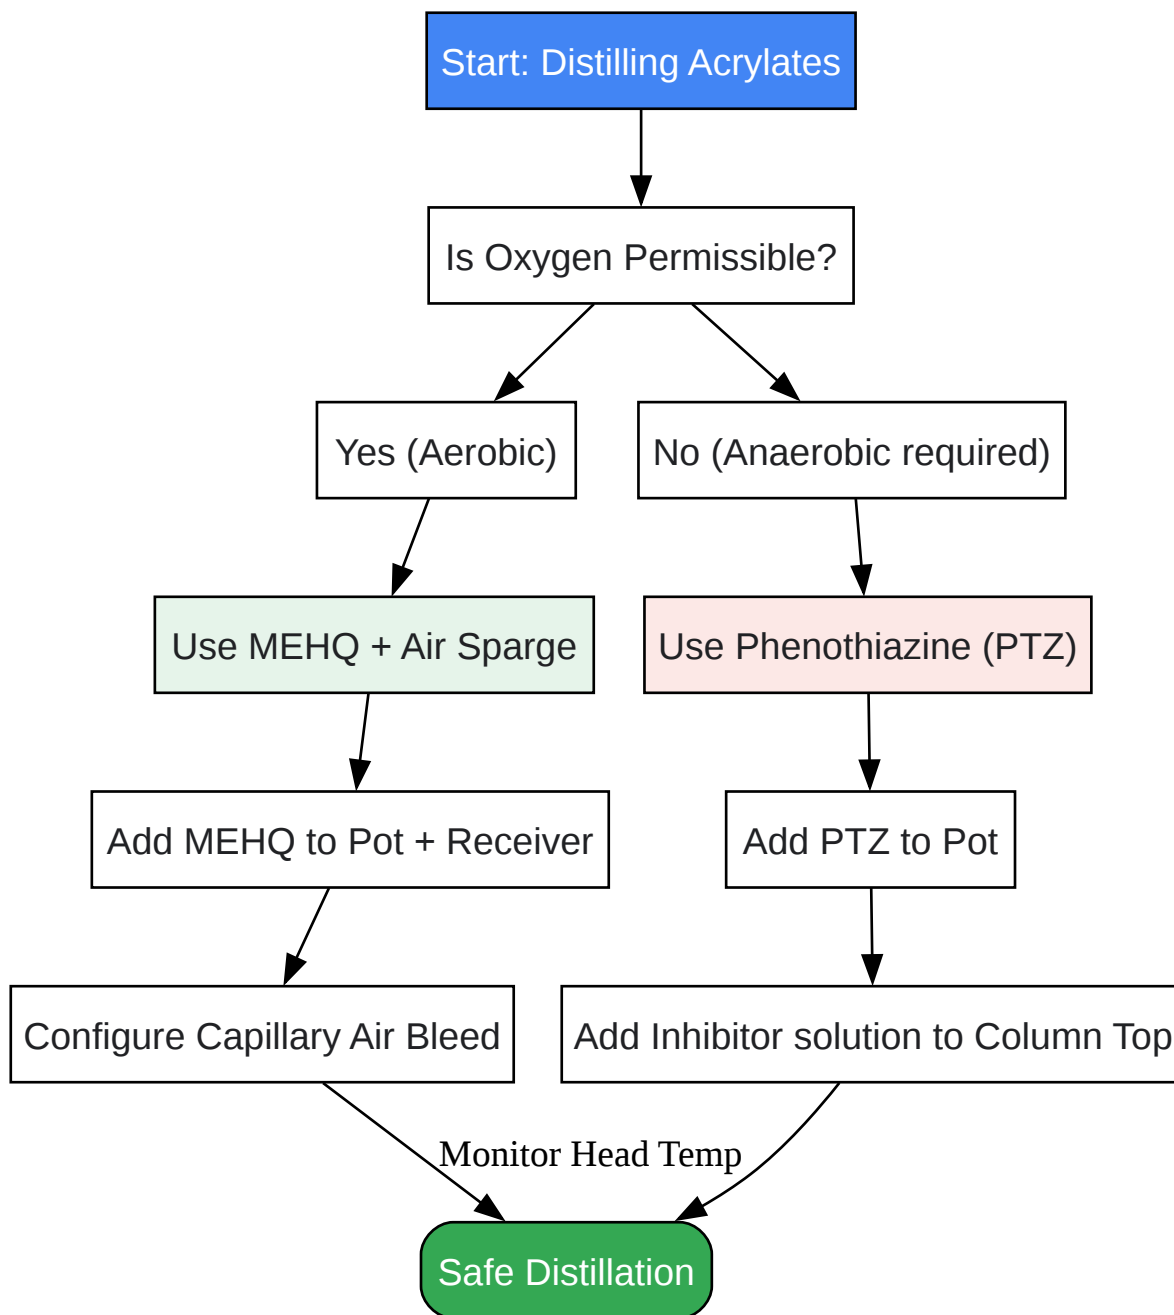 Start: Distilling Acrylates
Is Oxygen Permissible?
Yes (Aerobic)
No (Anaerobic required)
Use MEHQ + Air Sparge
Use Phenothiazine (PTZ)
Add MEHQ to Pot + Receiver
Add PTZ to Pot
Configure Capillary Air Bleed
Add Inhibitor solution to Column Top
Monitor Head Temp
Safe Distillation